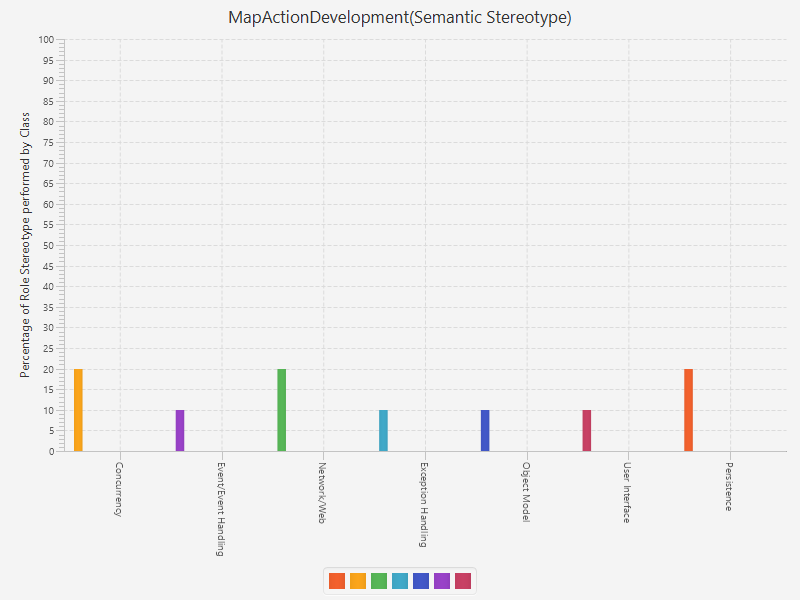 MapActionDevelopment(Semantic Stereotype)
Percentage of Role Stereotype performed by Class
100
95
90
85
80
75
70
65
60
55
50
45
40
35
30
25
20
15
10
5
0
Concurrency
Event/Event Handling
Network/Web
Exception Handling
Object Model
User Interface
Persistence